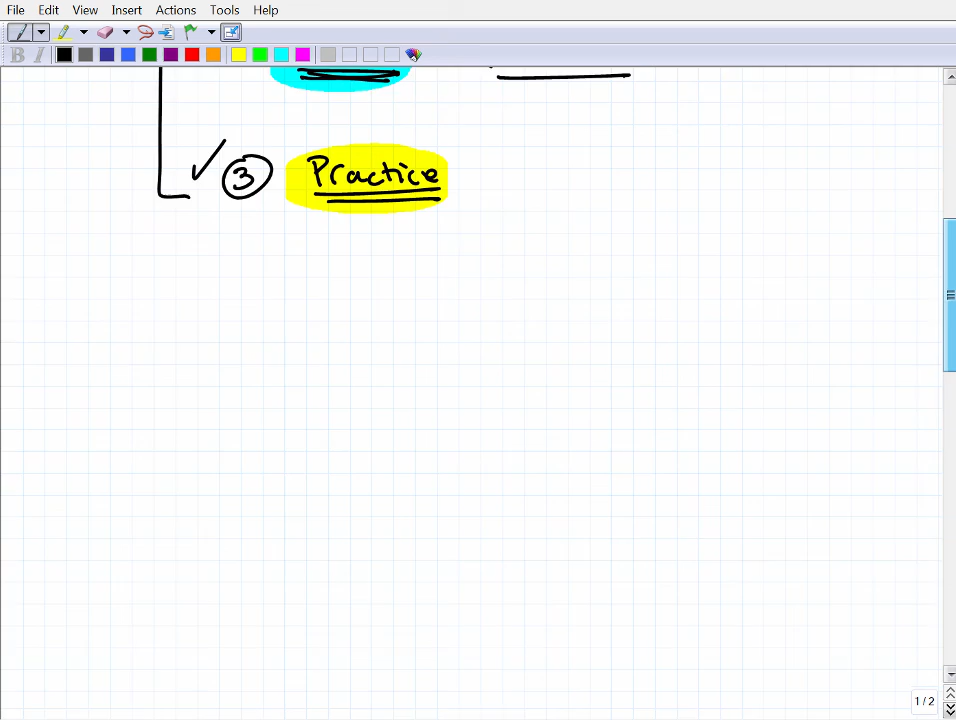 File Edit View Insert Actions Tools Help
B I
✓ ③ Practice
1 / 2